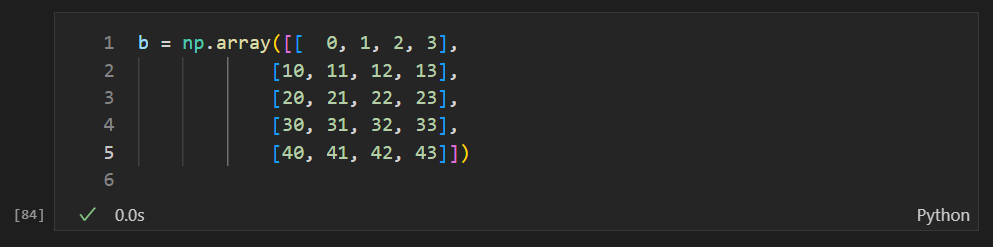 1 b = np.array([[  0, 1, 2, 3],
2             [10, 11, 12, 13],
3             [20, 21, 22, 23],
4             [30, 31, 32, 33],
5             [40, 41, 42, 43]])
6
[84] ✓ 0.0s Python